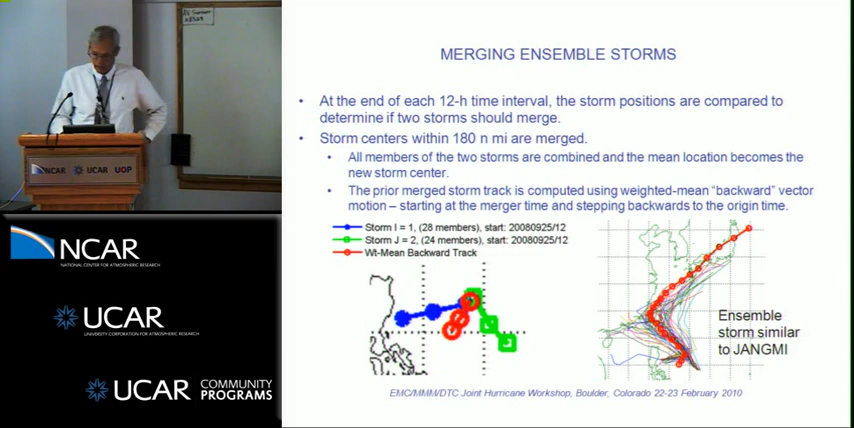 MERGING ENSEMBLE STORMS
• At the end of each 12-h time interval, the storm positions are compared to
determine if two storms should merge.
• Storm centers within 180 n mi are merged.
• All members of the two storms are combined and the mean location becomes the
new storm center.
• The prior merged storm track is computed using weighted-mean "backward" vector
motion – starting at the merger time and stepping backwards to the origin time.
Storm I = 1, (28 members), start: 20080925/12
Storm J = 2, (24 members), start: 20080925/12
Wt-Mean Backward Track
Ensemble
storm similar
to JANGMI
EMC/MMM/DTC Joint Hurricane Workshop, Boulder, Colorado 22-23 February 2010
NCAR UCAR UOP
NCAR
NATIONAL CENTER FOR ATMOSPHERIC RESEARCH
UCAR
UNIVERSITY CORPORATION FOR ATMOSPHERIC RESEARCH
UCAR COMMUNITY
PROGRAMS